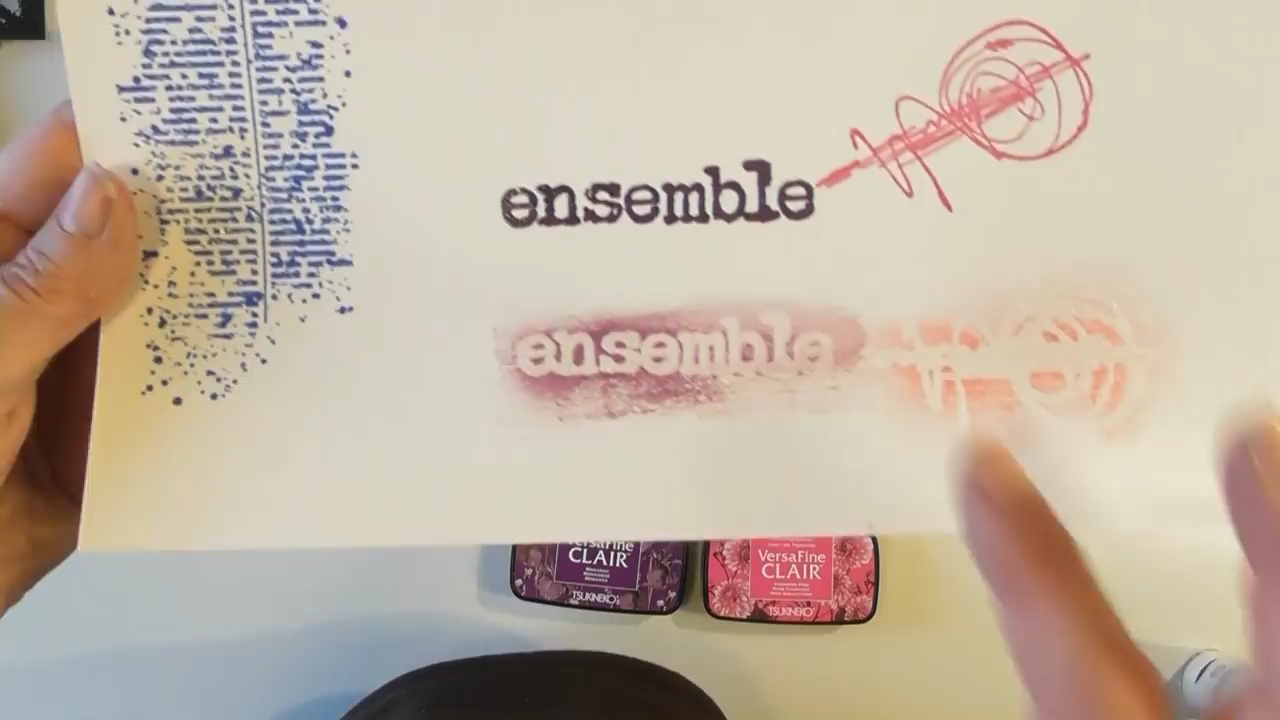 ensemble
ensemble
VersaFine
CLAIR
TSUKINEKO
VersaFine
CLAIR
TSUKINEKO